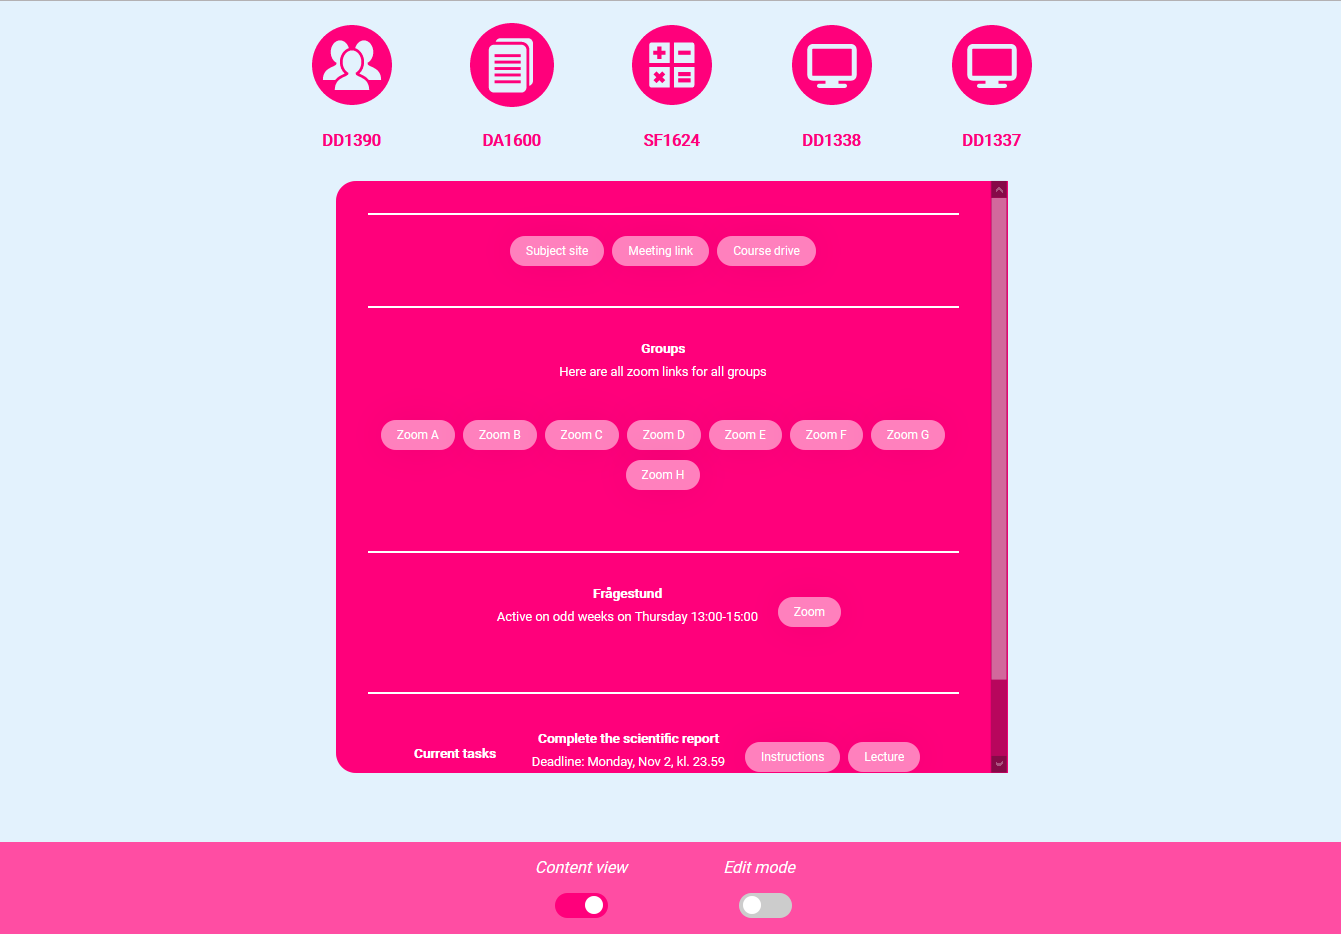 DD1390 DA1600 SF1624 DD1338 DD1337
Subject site Meeting link Course drive
Groups
Here are all zoom links for all groups
Zoom A Zoom B Zoom C Zoom D Zoom E Zoom F Zoom G
Zoom H
Frågestund
Active on odd weeks on Thursday 13:00-15:00
Zoom
Current tasks
Complete the scientific report
Deadline: Monday, Nov 2, kl. 23.59
Instructions Lecture
Content view Edit mode